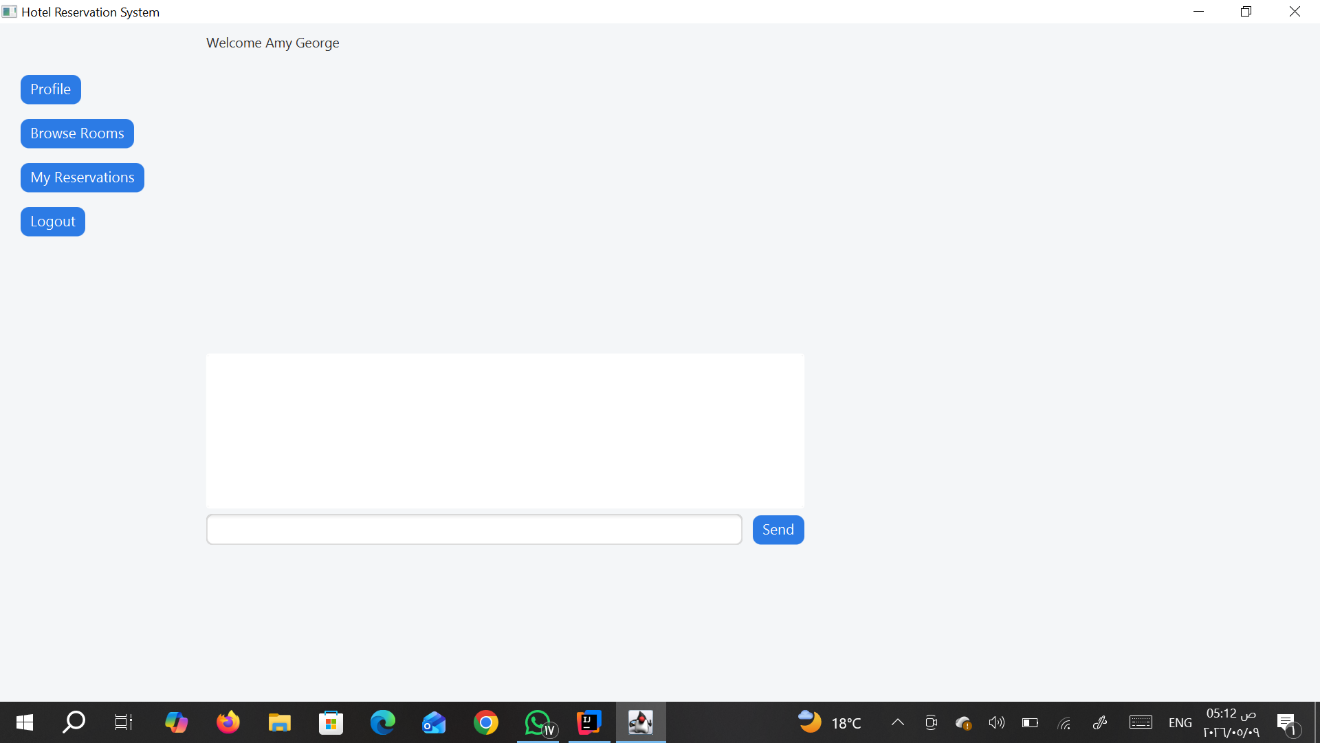 Hotel Reservation System
Welcome Amy George
Profile
Browse Rooms
My Reservations
Logout
Send
18°C
ENG
05:12 ص
٢٠٢٦/٠٥/٠٩
1